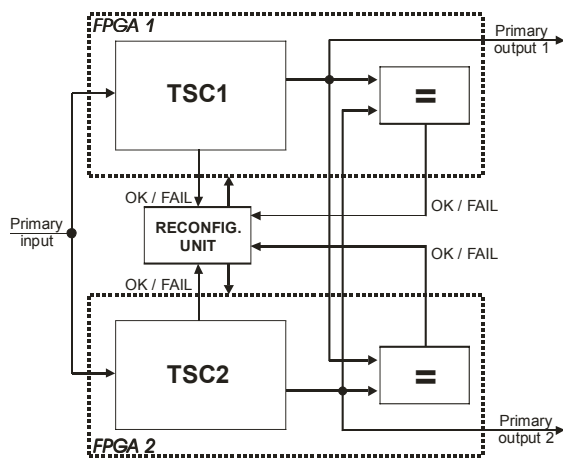 FPGA 1
Primary
output 1
TSC1
=
OK / FAIL
OK / FAIL
Primary
input
RECONFIG.
UNIT
OK / FAIL
OK / FAIL
TSC2
=
Primary
output 2
FPGA 2